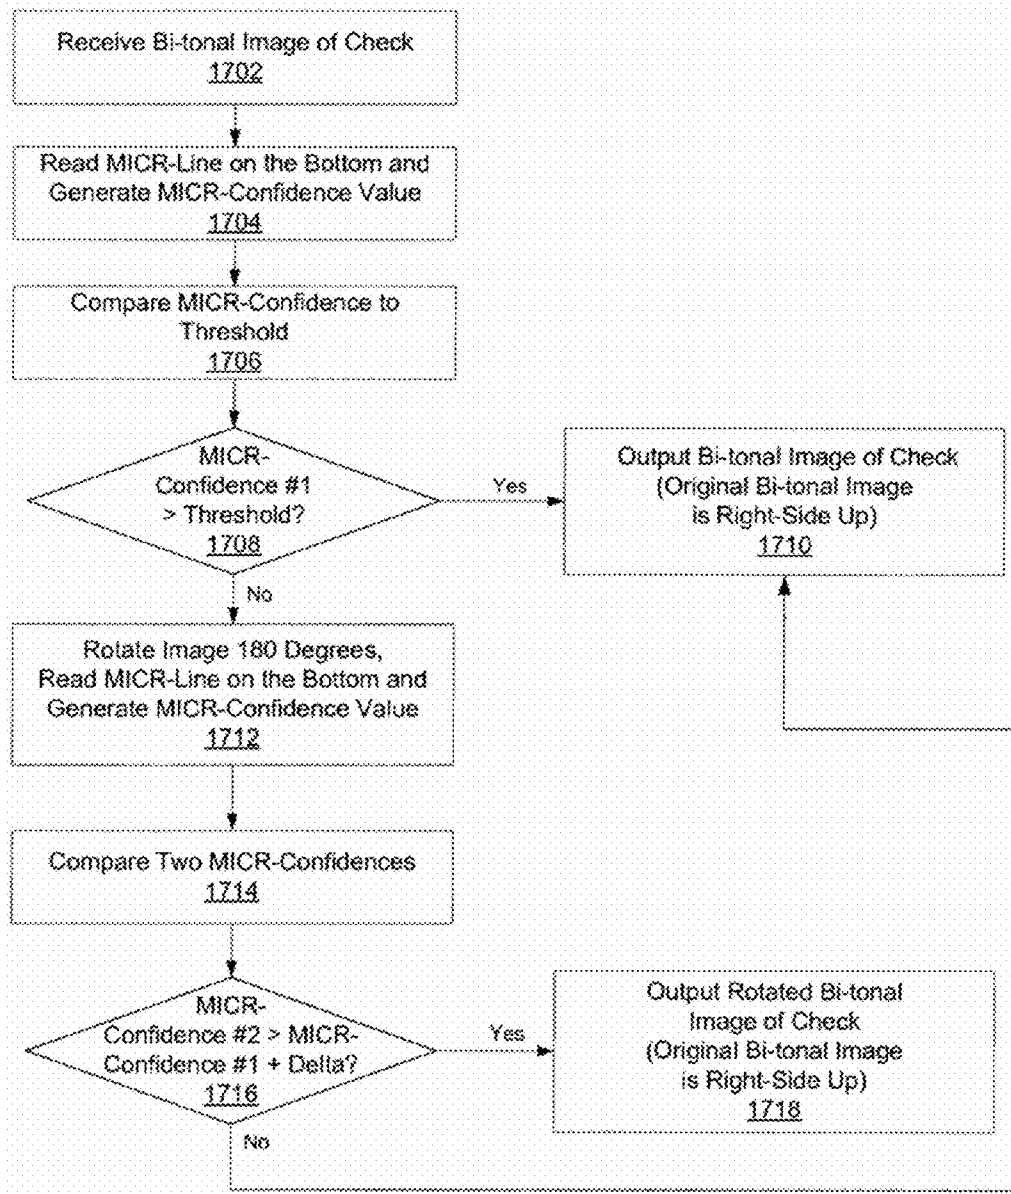 Receive Bi-tonal Image of Check
1702
Read MICR-Line on the Bottom and
Generate MICR-Confidence Value
1704
Compare MICR-Confidence to
Threshold
1706
MICR-
Confidence #1
> Threshold?
1708
Yes
Output Bi-tonal Image of Check
(Original Bi-tonal Image
is Right-Side Up)
1710
No
Rotate Image 180 Degrees,
Read MICR-Line on the Bottom and
Generate MICR-Confidence Value
1712
Compare Two MICR-Confidences
1714
MICR-
Confidence #2 > MICR-
Confidence #1 + Delta?
1716
Yes
Output Rotated Bi-tonal
Image of Check
(Original Bi-tonal Image
is Right-Side Up)
1718
No